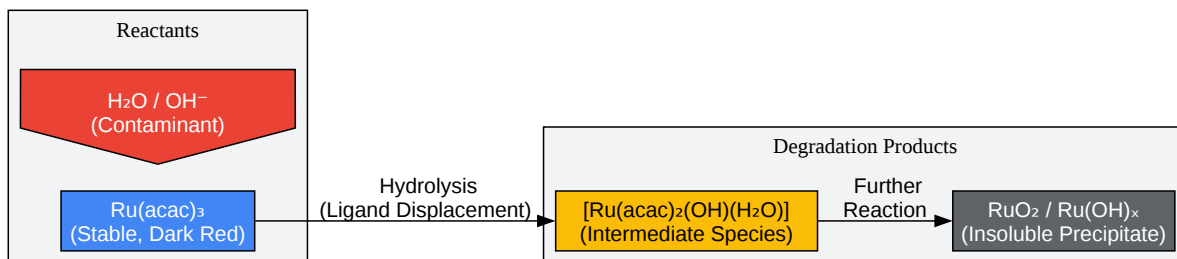 Reactants
H₂O / OH⁻
(Contaminant)
Ru(acac)₃
(Stable, Dark Red)
Hydrolysis
(Ligand Displacement)
Degradation Products
[Ru(acac)₂(OH)(H₂O)]
(Intermediate Species)
Further
Reaction
RuO₂ / Ru(OH)ₓ
(Insoluble Precipitate)